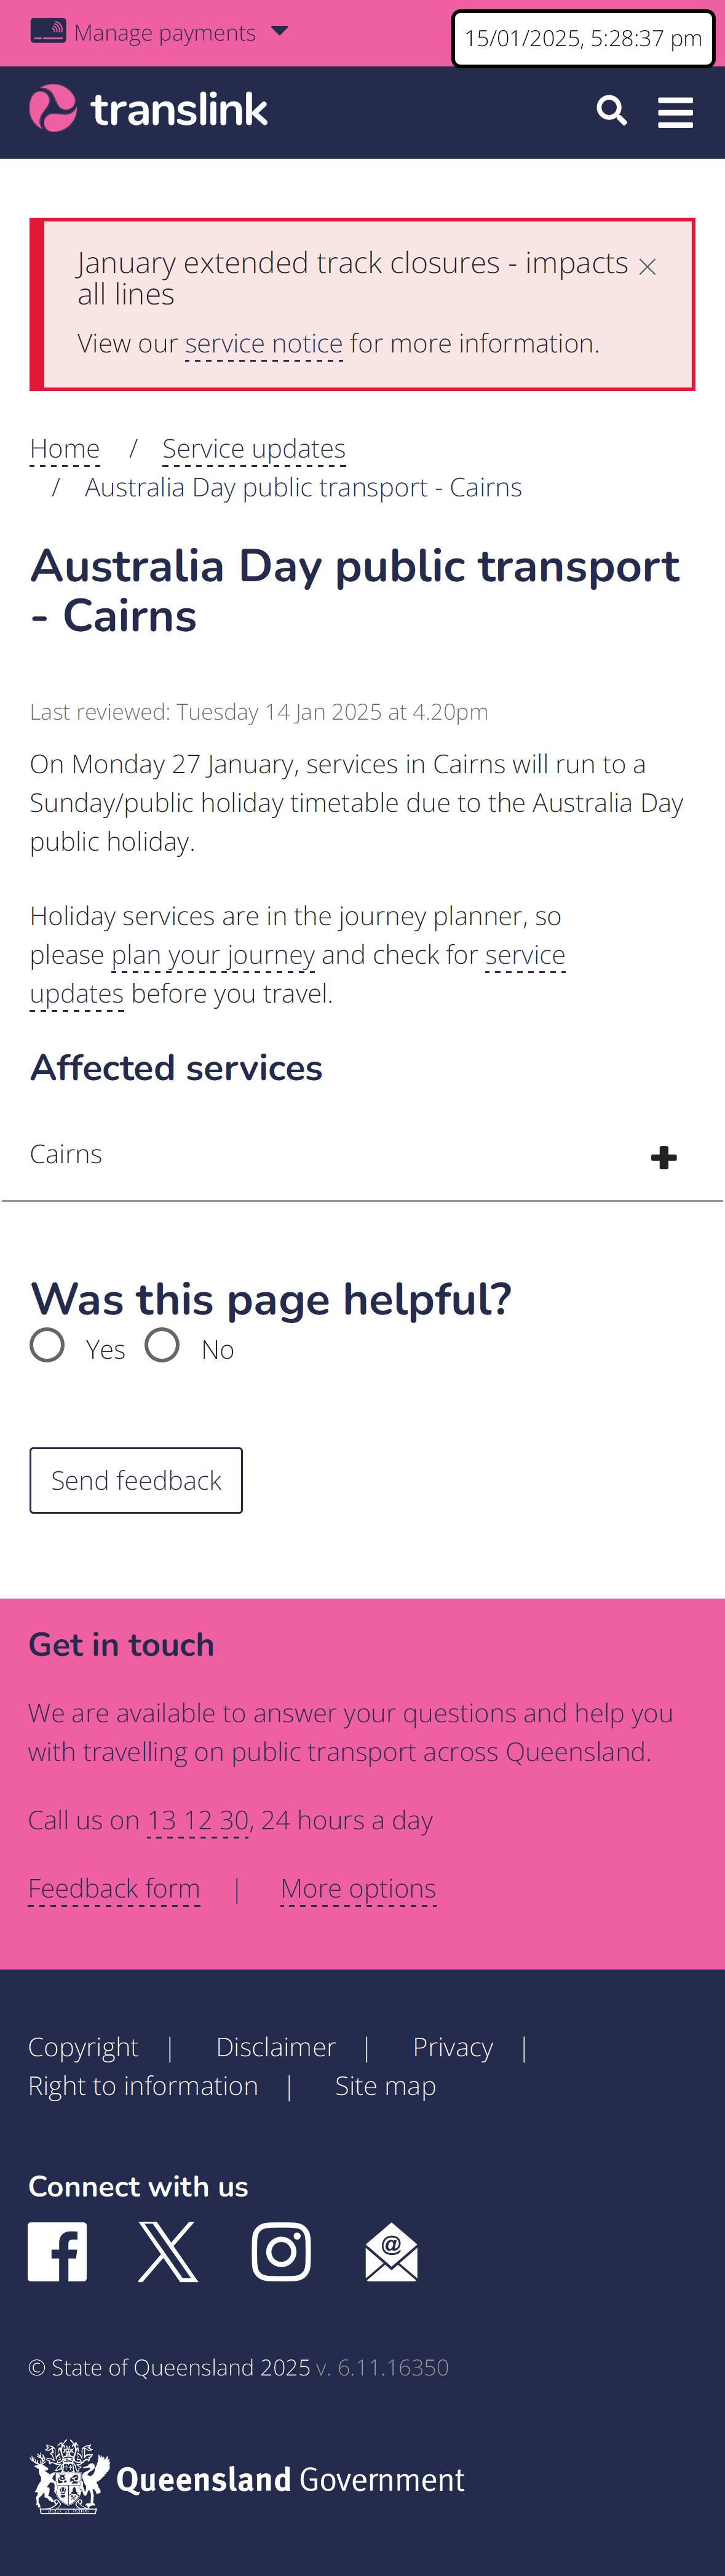 Manage payments
15/01/2025, 5:28:37 pm
translink
January extended track closures - impacts
all lines
View our service notice for more information.
Home / Service updates
/ Australia Day public transport - Cairns
Australia Day public transport
- Cairns
Last reviewed: Tuesday 14 Jan 2025 at 4.20pm
On Monday 27 January, services in Cairns will run to a
Sunday/public holiday timetable due to the Australia Day
public holiday.
Holiday services are in the journey planner, so
please plan your journey and check for service
updates before you travel.
Affected services
Cairns
Was this page helpful?
Yes No
Send feedback
Get in touch
We are available to answer your questions and help you
with travelling on public transport across Queensland.
Call us on 13 12 30, 24 hours a day
Feedback form | More options
Copyright | Disclaimer | Privacy |
Right to information | Site map
Connect with us
© State of Queensland 2025 v. 6.11.16350
Queensland Government